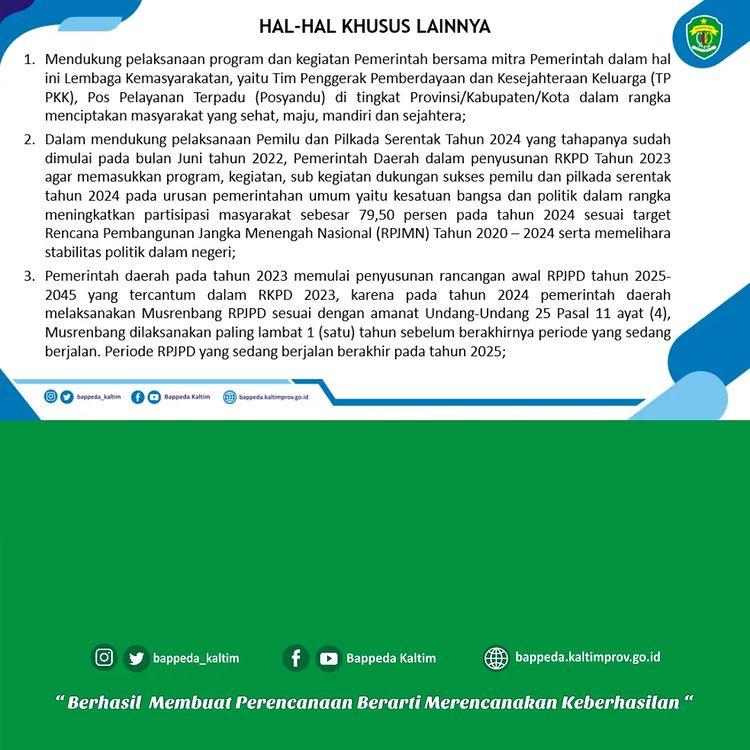 HAL-HAL KHUSUS LAINNYA
1. Mendukung pelaksanaan program dan kegiatan Pemerintah bersama mitra Pemerintah dalam hal
ini Lembaga Kemasyarakatan, yaitu Tim Penggerak Pemberdayaan dan Kesejahteraan Keluarga (TP
PKK), Pos Pelayanan Terpadu (Posyandu) di tingkat Provinsi/Kabupaten/Kota dalam rangka
menciptakan masyarakat yang sehat, maju, mandiri dan sejahtera;
2. Dalam mendukung pelaksanaan Pemilu dan Pilkada Serentak Tahun 2024 yang tahapanya sudah
dimulai pada bulan Juni tahun 2022, Pemerintah Daerah dalam penyusunan RKPD Tahun 2023
agar memasukkan program, kegiatan, sub kegiatan dukungan sukses pemilu dan pilkada serentak
tahun 2024 pada urusan pemerintahan umum yaitu kesatuan bangsa dan politik dalam rangka
meningkatkan partisipasi masyarakat sebesar 79,50 persen pada tahun 2024 sesuai target
Rencana Pembangunan Jangka Menengah Nasional (RPJMN) Tahun 2020 – 2024 serta memelihara
stabilitas politik dalam negeri;
3. Pemerintah daerah pada tahun 2023 memulai penyusunan rancangan awal RPJPD tahun 2025-
2045 yang tercantum dalam RKPD 2023, karena pada tahun 2024 pemerintah daerah
melaksanakan Musrenbang RPJPD sesuai dengan amanat Undang-Undang 25 Pasal 11 ayat (4),
Musrenbang dilaksanakan paling lambat 1 (satu) tahun sebelum berakhirnya periode yang sedang
berjalan. Periode RPJPD yang sedang berjalan berakhir pada tahun 2025;
bappeda_kaltim Bappeda Kaltim bappeda.kaltimprov.go.id
bappeda_kaltim Bappeda Kaltim bappeda.kaltimprov.go.id
“ Berhasil Membuat Perencanaan Berarti Merencanakan Keberhasilan “